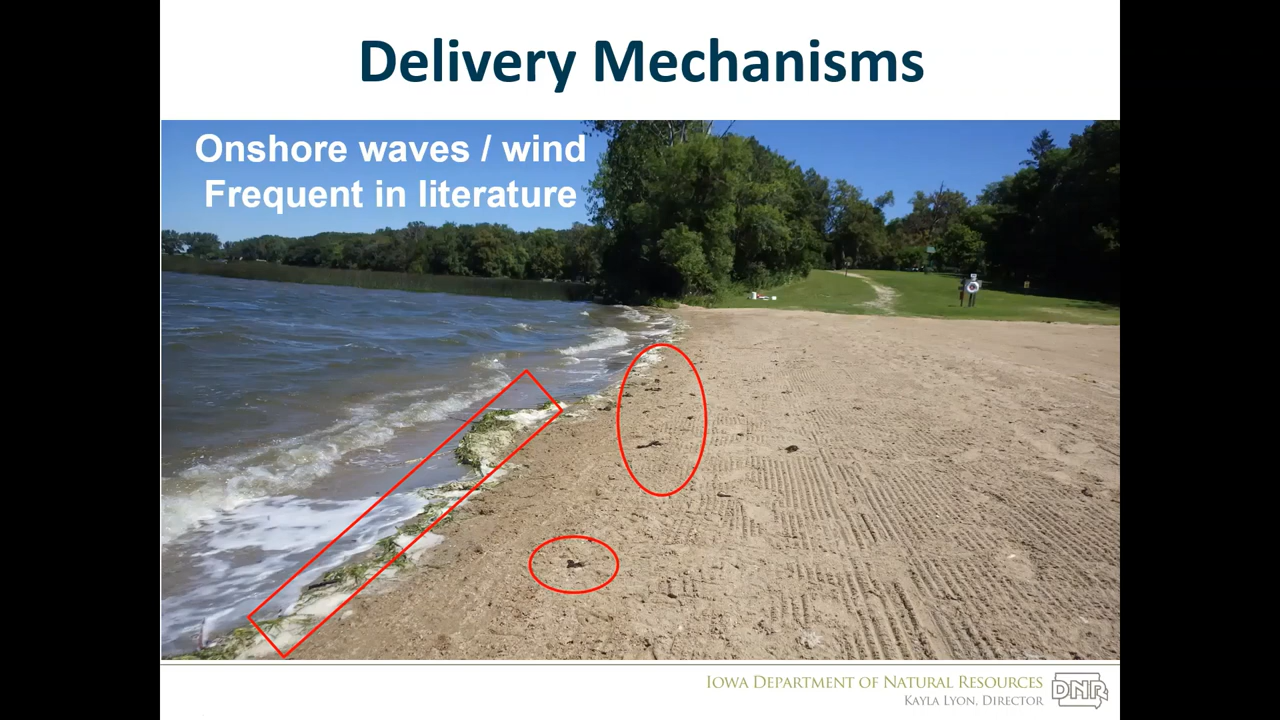 Delivery Mechanisms
Onshore waves / wind
Frequent in literature
Iowa Department of Natural Resources
Kayla Lyon, Director
DNR